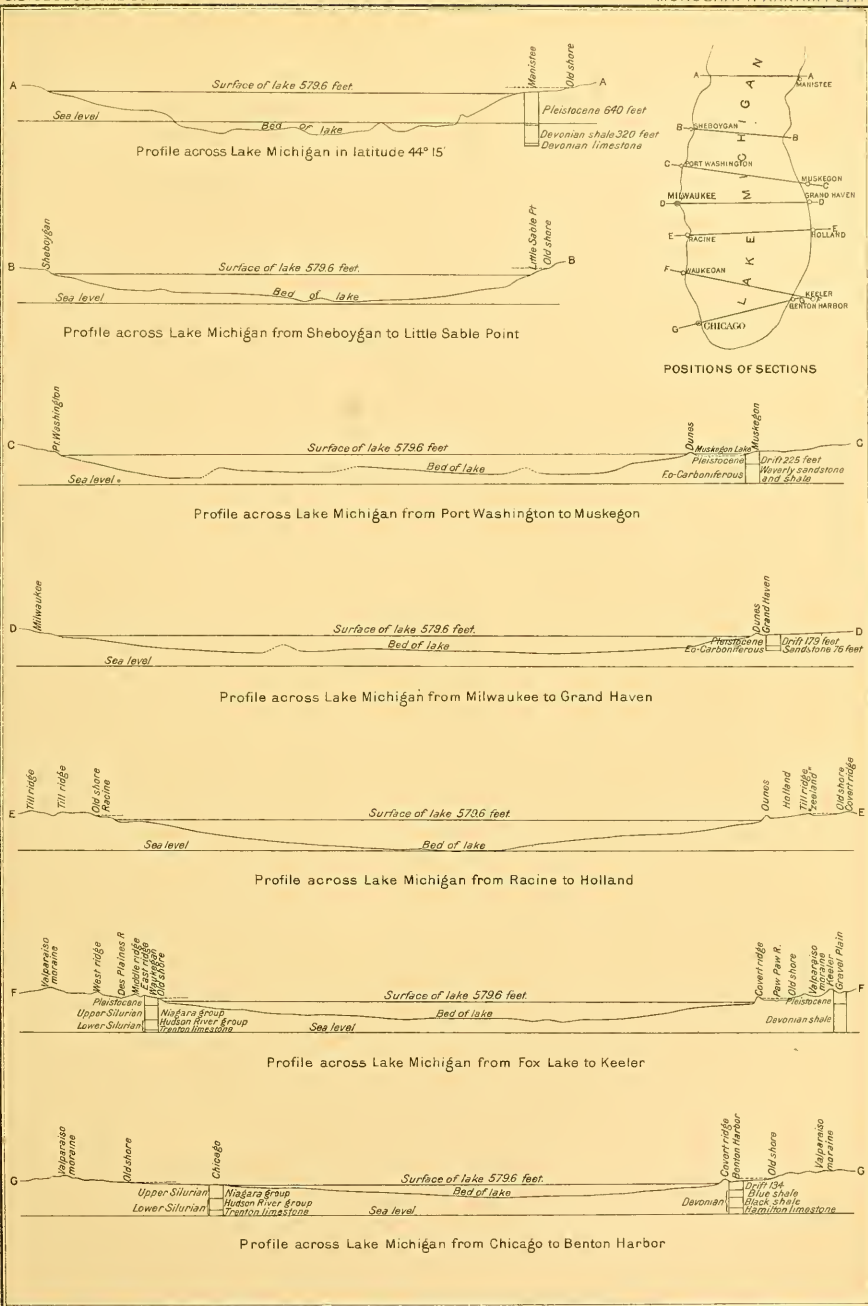 Manistee
Old shore
A
Surface of lake 579.6 feet.
A
Pleistocene 640 feet
Sea level
Bed of lake
Devonian shale 320 feet
Devonian limestone
Profile across Lake Michigan in latitude 44° 15'
Sheboygan
Little Sable Pt
Old shore
B
Surface of lake 579.6 feet.
B
Sea level
Bed of lake
Profile across Lake Michigan from Sheboygan to Little Sable Point
A
A
MANISTEE
B
SHEBOYGAN
B
C
PORT WASHINGTON
MUSKEGON
C
MILWAUKEE
GRAND HAVEN
D
D
E
RACINE
E
HOLLAND
F
WAUKEGAN
KEELER
F
G
BENTON HARBOR
G
CHICAGO
LAKE MICHIGAN
POSITIONS OF SECTIONS
Pt. Washington
Dunes
Muskegon
C
Surface of lake 579.6 feet
Muskegon Lake
C
Pleistocene
Drift 225 feet
Bed of lake
Eo-Carboniferous
Waverly sandstone
and shale
Sea level
Profile across Lake Michigan from Port Washington to Muskegon
Milwaukee
Dunes
Grand Haven
D
Surface of lake 579.6 feet.
D
Pleistocene
Drift 179 feet
Bed of lake
Eo-Carboniferous
Sandstone 76 feet
Sea level
Profile across Lake Michigan from Milwaukee to Grand Haven
Till ridge
Till ridge
Old shore
Racine
Dunes
Holland
Till ridge
"Zeeland"
Old shore
Covert ridge
E
Surface of lake 579.6 feet.
E
Sea level
Bed of lake
Profile across Lake Michigan from Racine to Holland
Valparaiso
moraine
West ridge
Des Plaines R
Middle ridge
East ridge
Waukegan
Old shore
Covert ridge
Paw Paw R.
Old shore
Valparaiso
moraine
Keeler
Gravel Plain
F
Surface of lake 579.6 feet.
F
Pleistocene
Pleistocene
Upper Silurian
Niagara group
Bed of lake
Devonian shale
Lower Silurian
Hudson River group
Trenton limestone
Sea level
Profile across Lake Michigan from Fox Lake to Keeler
Valparaiso
moraine
Old shore
Chicago
Covert ridge
Benton Harbor
Old shore
Valparaiso
moraine
G
Surface of lake 579.6 feet.
G
Upper Silurian
Niagara group
Bed of lake
Drift 134
Blue shale
Lower Silurian
Hudson River group
Devonian
Black shale
Trenton limestone
Sea level
Hamilton limestone
Profile across Lake Michigan from Chicago to Benton Harbor